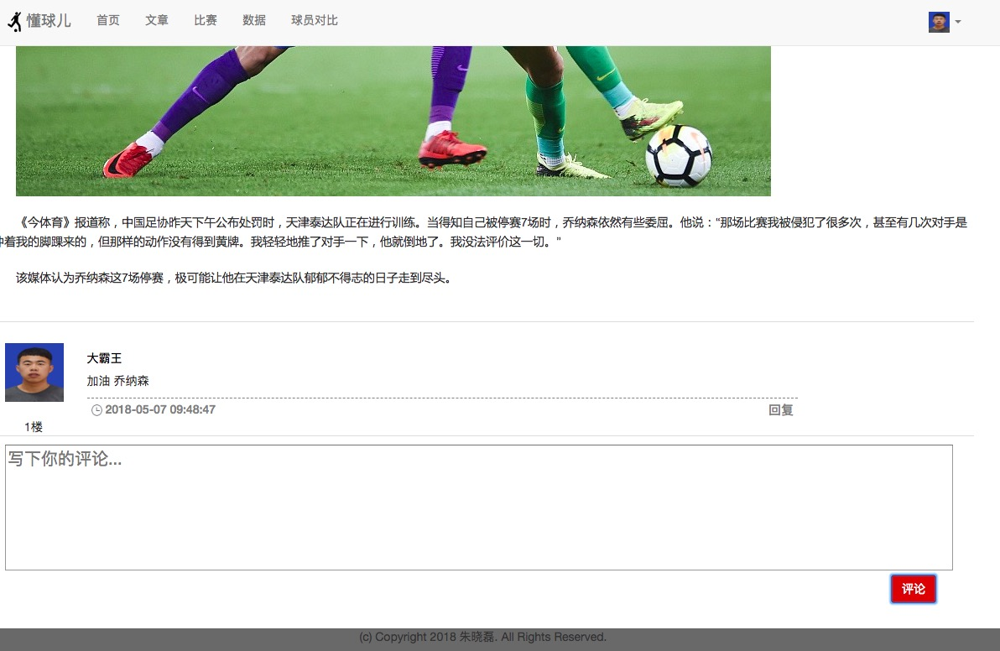 懂球儿 首页 文章 比赛 数据 球员对比
《今体育》报道称，中国足协昨天下午公布处罚时，天津泰达队正在进行训练。当得知自己被停赛7场时，乔纳森依然有些委屈。他说：“那场比赛我被侵犯了很多次，甚至有几次对手是
着我的脚踝来的，但那样的动作没有得到黄牌。我轻轻地推了对手一下，他就倒地了。我没法评价这一切。”
该媒体认为乔纳森这7场停赛，极可能让他在天津泰达队郁郁不得志的日子走到尽头。
大霸王
加油 乔纳森
2018-05-07 09:48:47 回复
1楼
写下你的评论...
评论
(c) Copyright 2018 朱晓磊. All Rights Reserved.